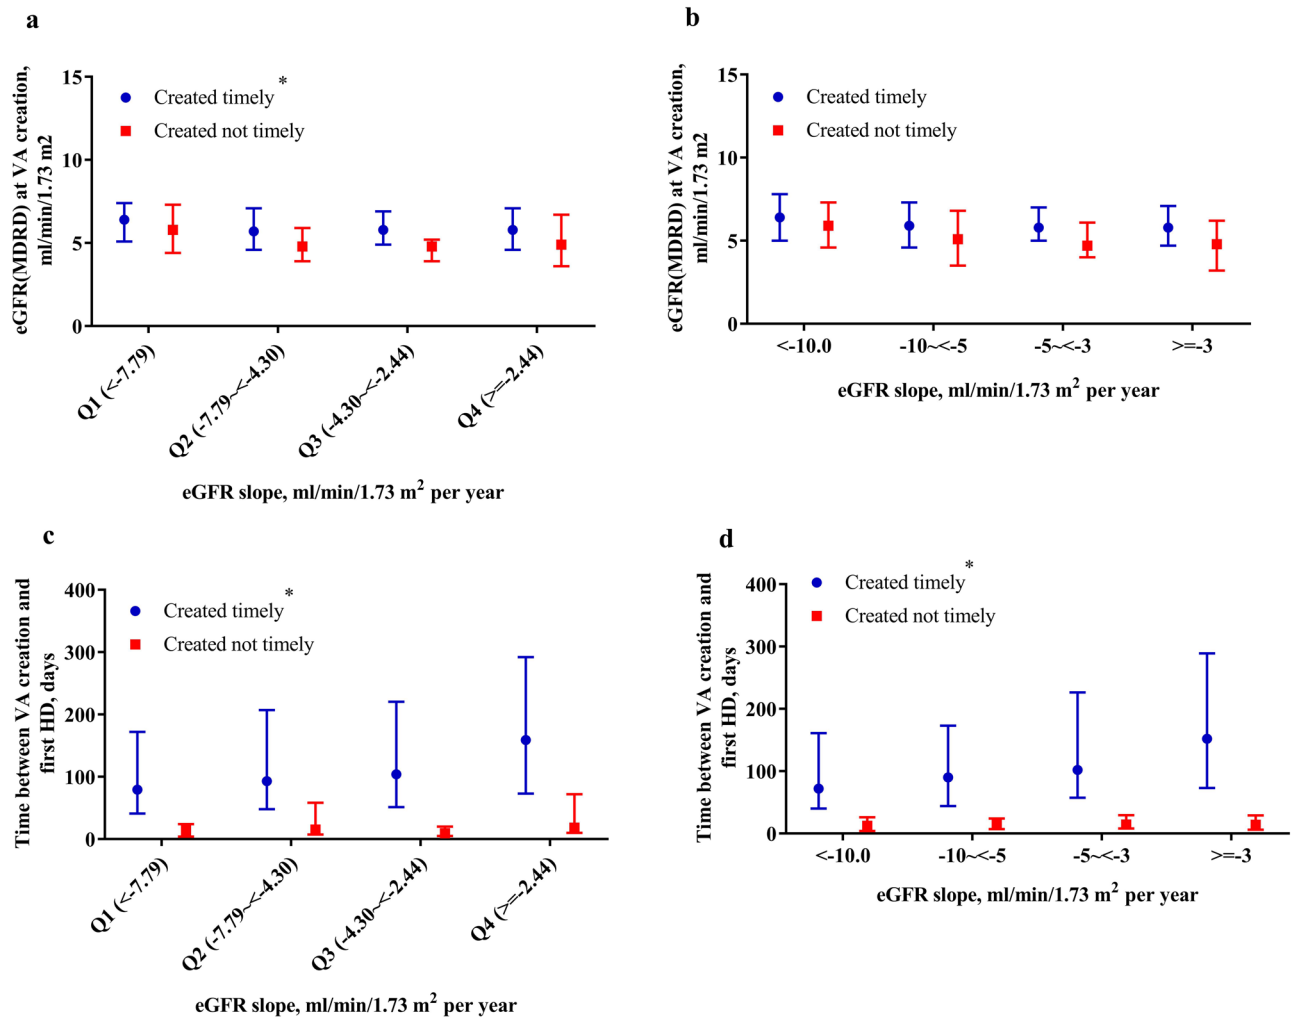 a
eGFR(MDRD) at VA creation,
ml/min/1.73 m2
15
10
5
0
Created timely*
Created not timely
Q1 (<-7.79)
Q2 (-7.79~<-4.30)
Q3 (-4.30~<-2.44)
Q4 (>=-2.44)
eGFR slope, ml/min/1.73 m2 per year
b
eGFR(MDRD) at VA creation,
ml/min/1.73 m2
15
10
5
0
Created timely
Created not timely
<-10.0
-10~<-5
-5~<-3
>=-3
eGFR slope, ml/min/1.73 m2 per year
c
Time between VA creation and
first HD, days
400
300
200
100
0
Created timely*
Created not timely
Q1 (<-7.79)
Q2 (-7.79~<-4.30)
Q3 (-4.30~<-2.44)
Q4 (>=-2.44)
eGFR slope, ml/min/1.73 m2 per year
d
Time between VA creation and
first HD, days
400
300
200
100
0
Created timely*
Created not timely
<-10.0
-10~<-5
-5~<-3
>=-3
eGFR slope, ml/min/1.73 m2 per year